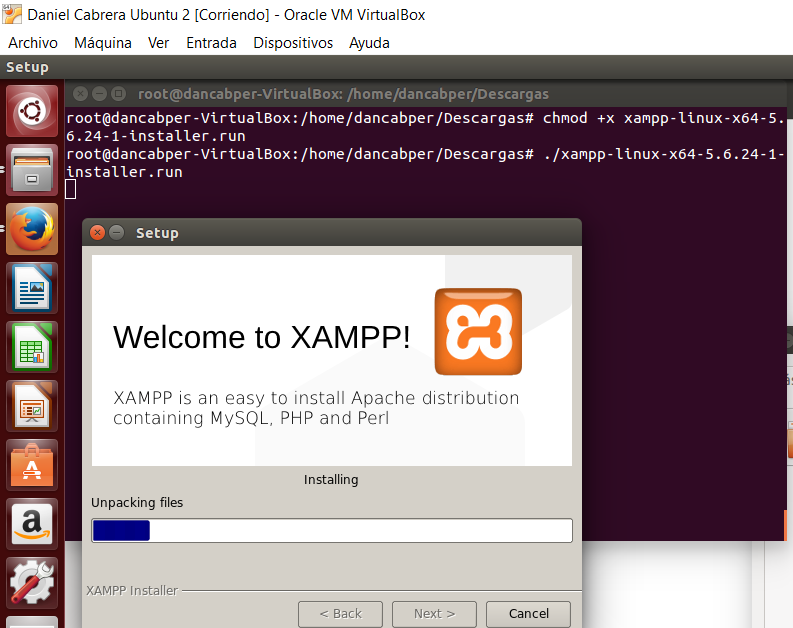 Daniel Cabrera Ubuntu 2 [Corriendo] - Oracle VM VirtualBox
Archivo Máquina Ver Entrada Dispositivos Ayuda
Setup
root@dancabper-VirtualBox: /home/dancabper/Descargas
root@dancabper-VirtualBox:/home/dancabper/Descargas# chmod +x xampp-linux-x64-5.
6.24-1-installer.run
root@dancabper-VirtualBox:/home/dancabper/Descargas# ./xampp-linux-x64-5.6.24-1-
installer.run
Setup
Welcome to XAMPP!
XAMPP is an easy to install Apache distribution
containing MySQL, PHP and Perl
Installing
Unpacking files
XAMPP Installer
< Back Next > Cancel